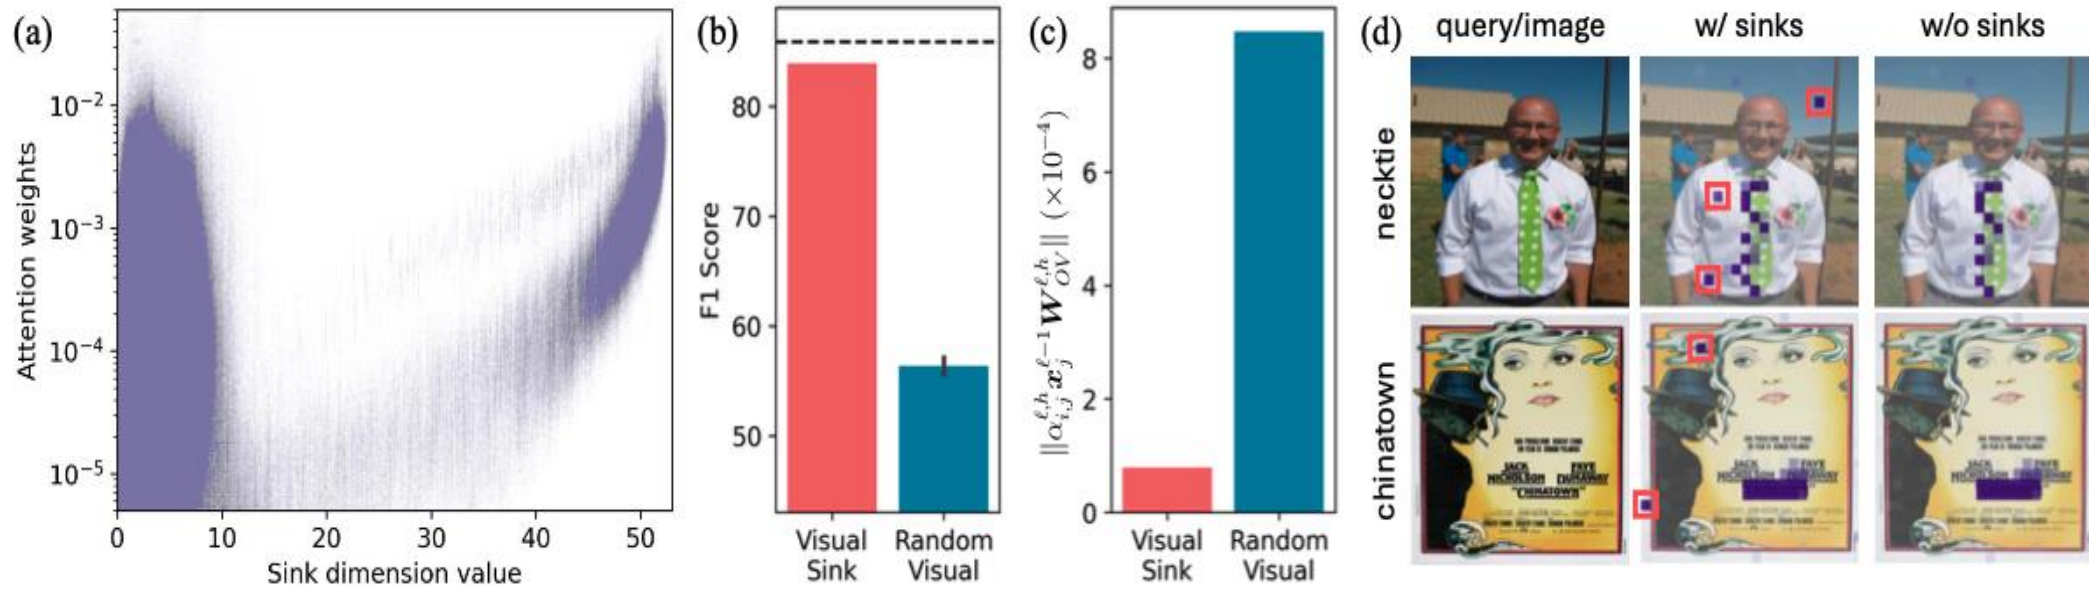 (a)
Attention weights
10⁻²
10⁻³
10⁻⁴
10⁻⁵
0 10 20 30 40 50
Sink dimension value
(b)
F1 Score
80
70
60
50
Visual Sink
Random Visual
(c)
‖α_{i,j}^{ℓ,h} x_j^{ℓ−1} W_{OV}^{ℓ,h}‖ (×10⁻⁴)
8
6
4
2
0
Visual Sink
Random Visual
(d)
query/image w/ sinks w/o sinks
necktie
chinatown
JACK FAYE
NICHOLSON DUNAWAY
"CHINATOWN"